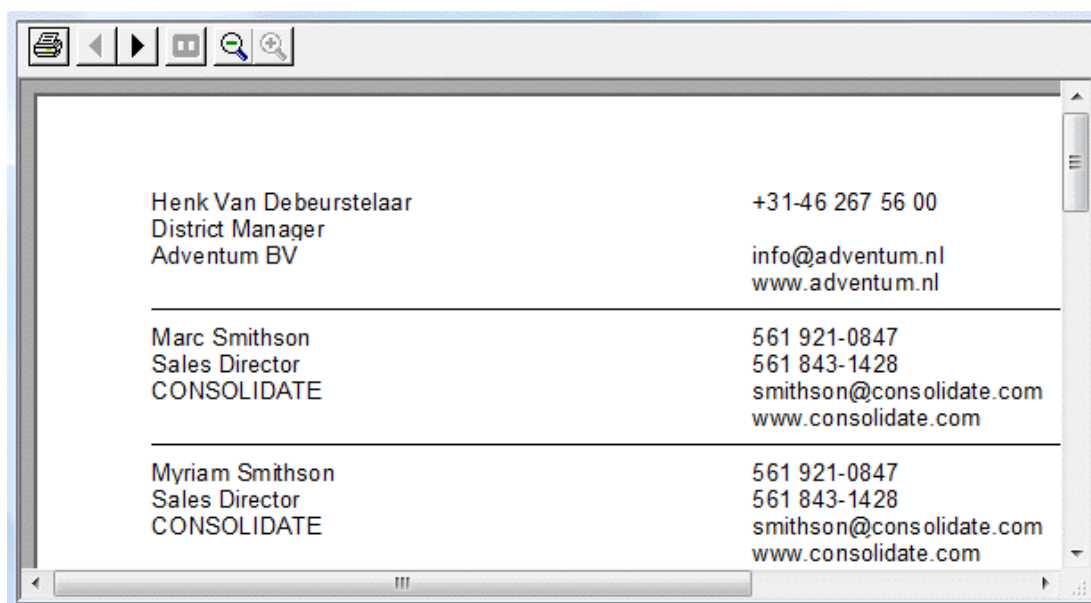 Henk Van Debeurstelaar +31-46 267 56 00
District Manager
Adventum BV info@adventum.nl
www.adventum.nl
Marc Smithson 561 921-0847
Sales Director 561 843-1428
CONSOLIDATE smithson@consolidate.com
www.consolidate.com
Myriam Smithson 561 921-0847
Sales Director 561 843-1428
CONSOLIDATE smithson@consolidate.com
www.consolidate.com